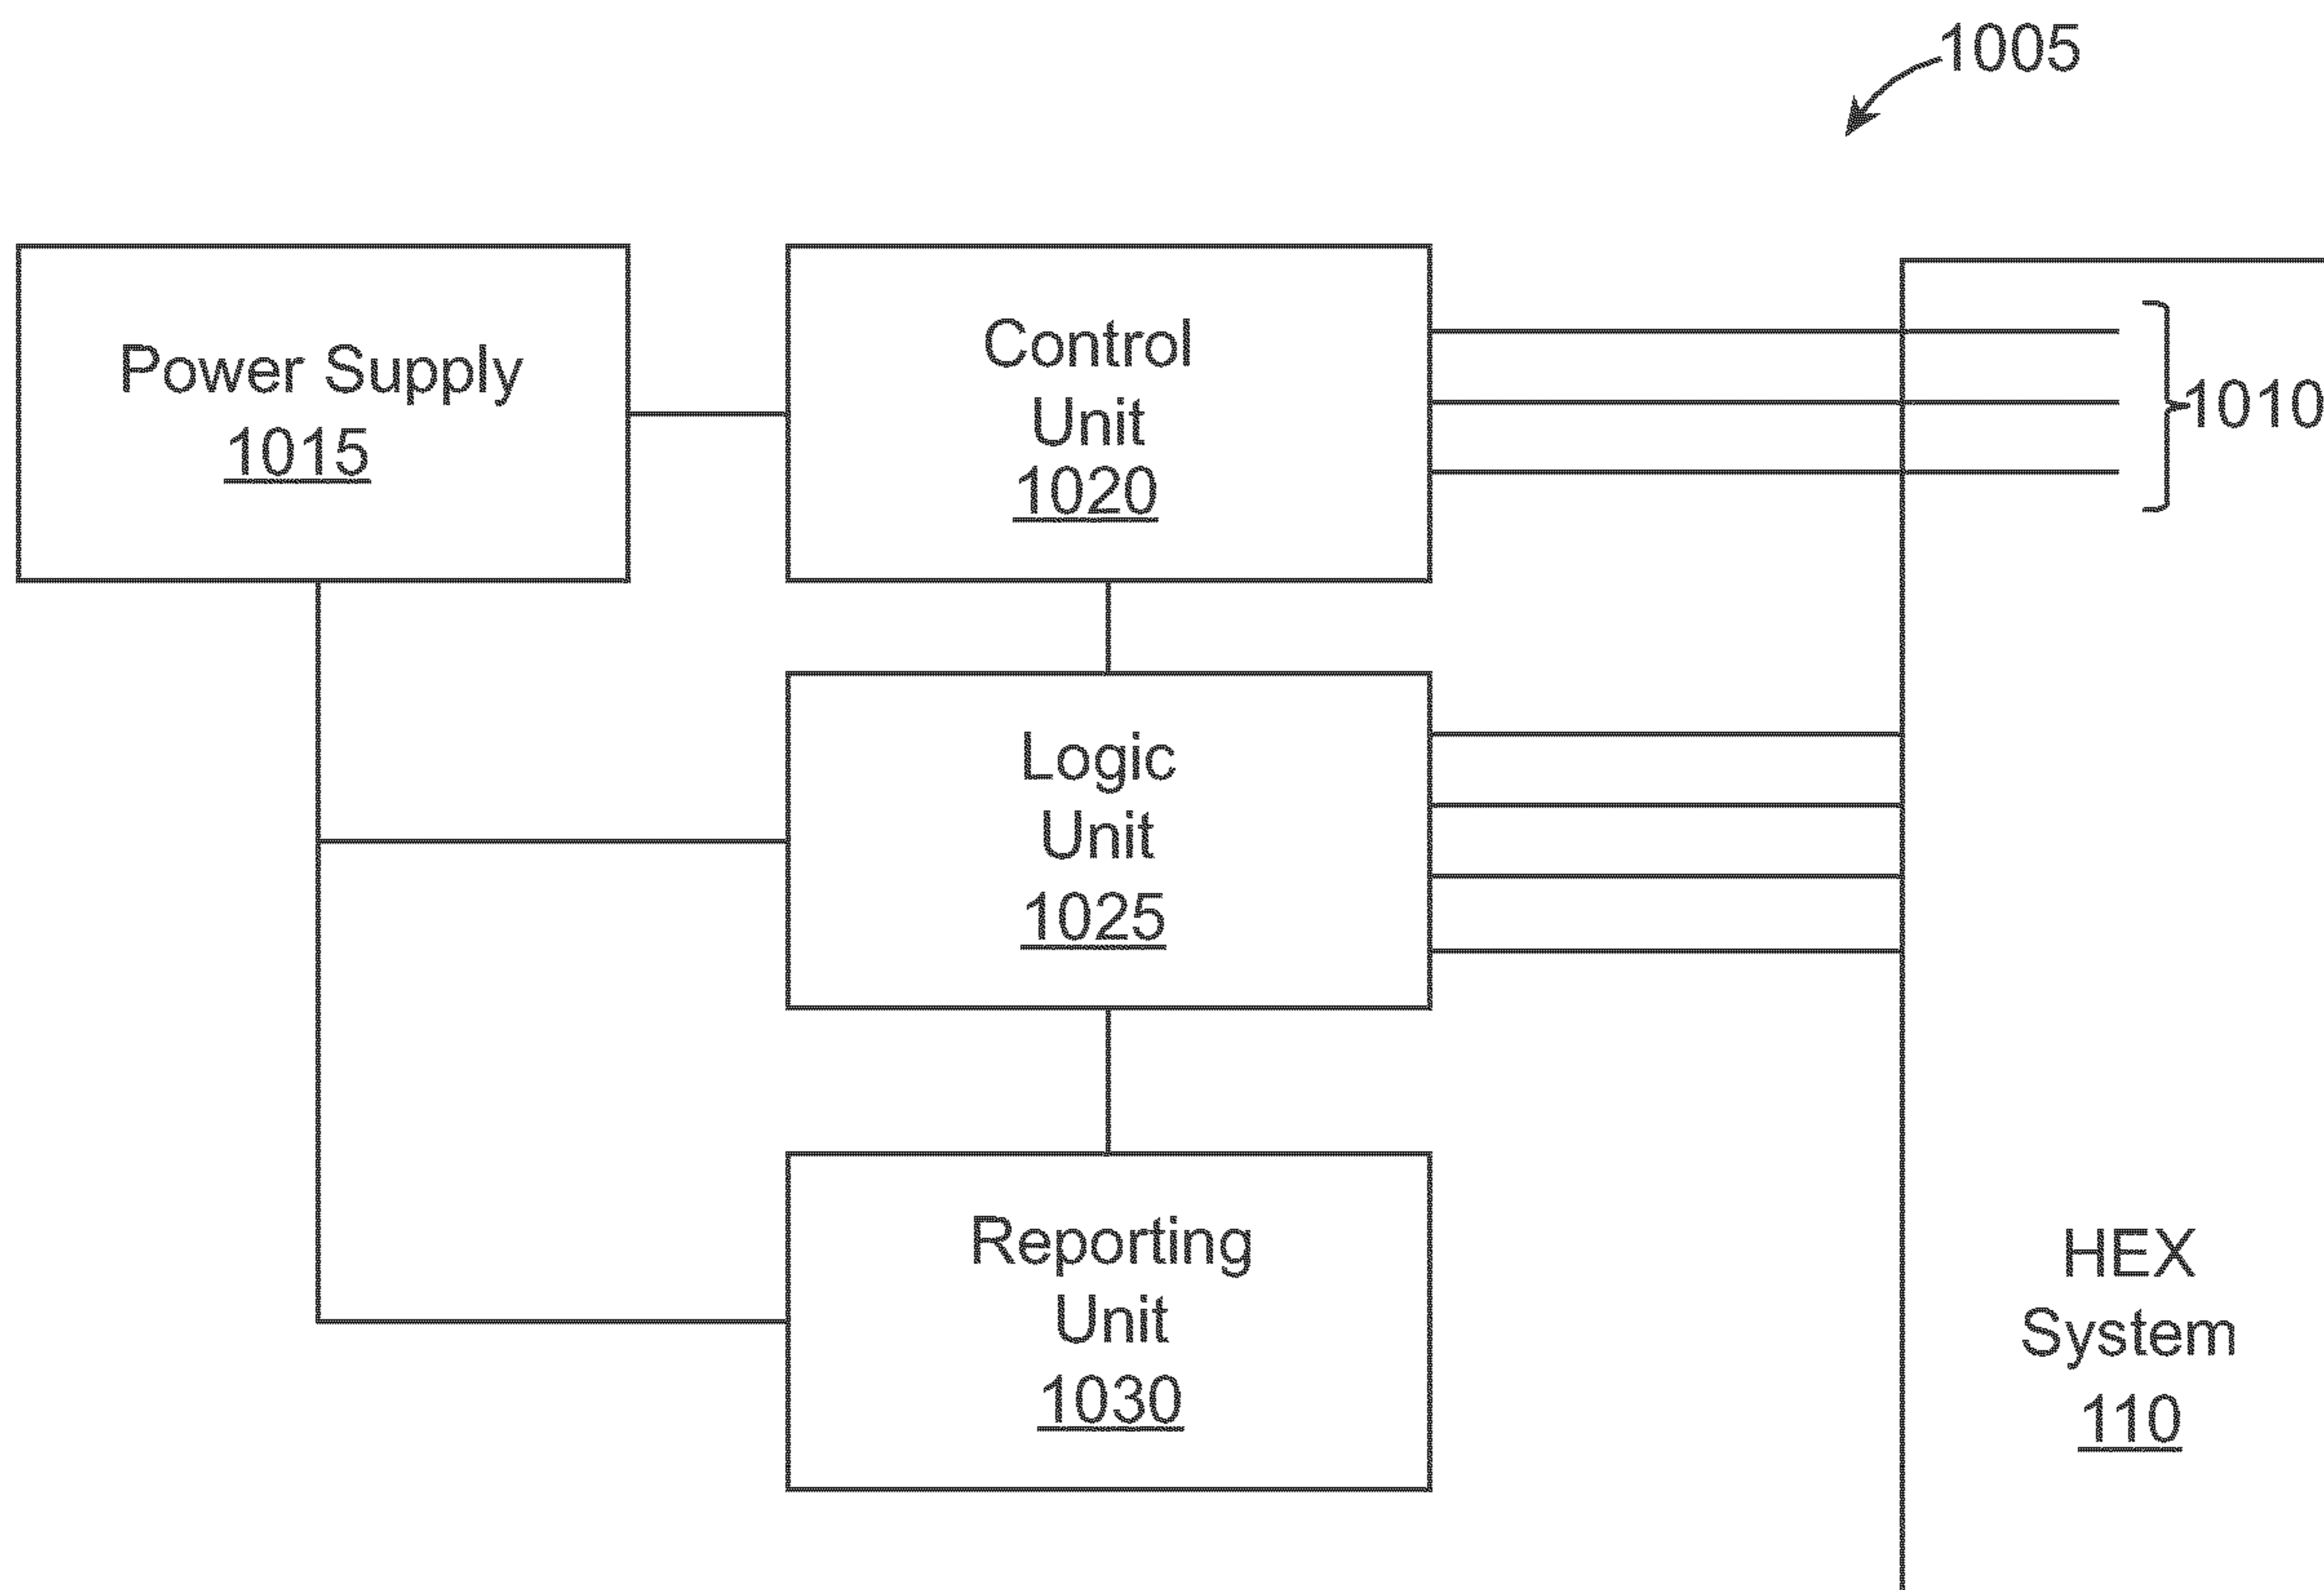 1005
Power Supply
1015
Control
Unit
1020
1010
Logic
Unit
1025
Reporting
Unit
1030
HEX
System
110